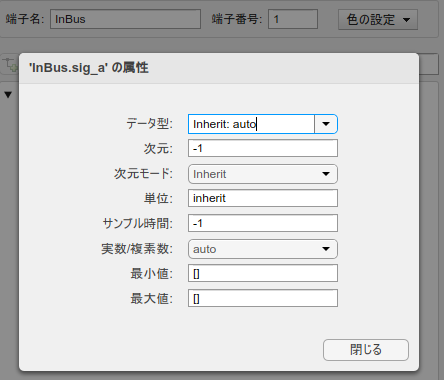 端子名: InBus 端子番号: 1 色の設定
'InBus.sig_a' の属性
データ型: Inherit: auto
次元: -1
次元モード: Inherit
単位: inherit
サンプル時間: -1
実数/複素数: auto
最小値: []
最大値: []
閉じる